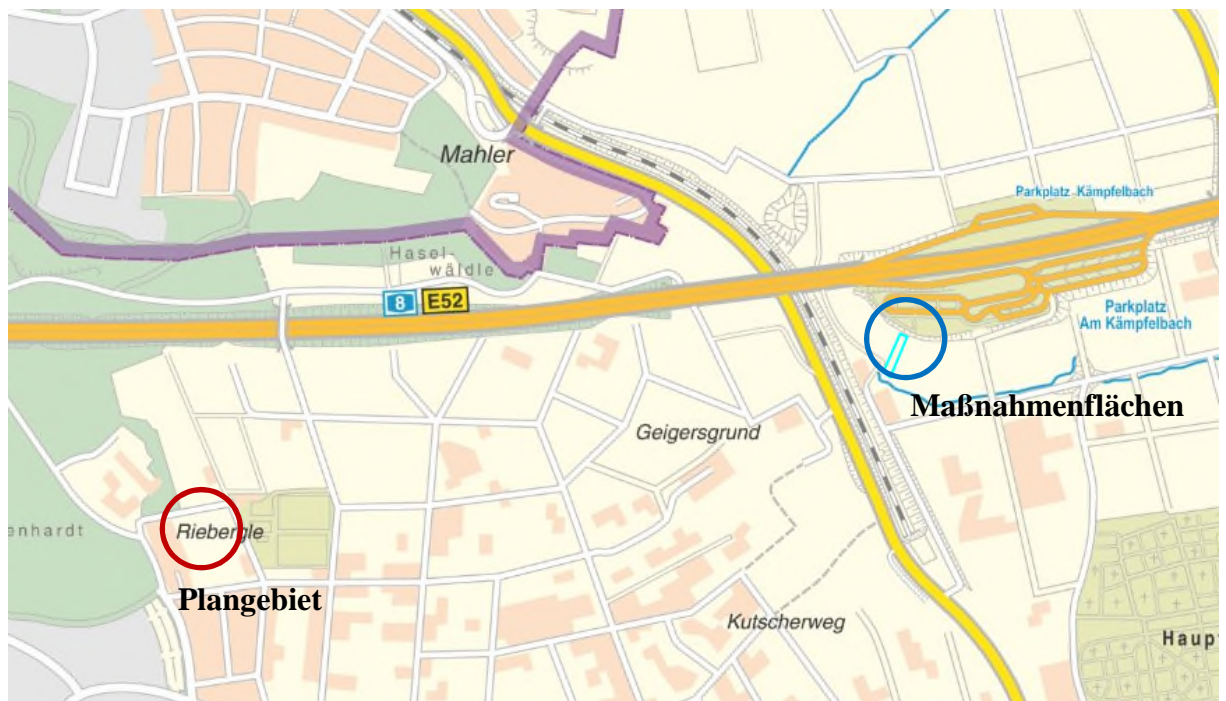 Mahler
Parkplatz Kämpfelbach
Hasel-
wäldle
8 E52
Parkplatz
Am Kämpfelbach
Maßnahmenflächen
Geigersgrund
enhardt
Riebergle
Plangebiet
Kutscherweg
Haup